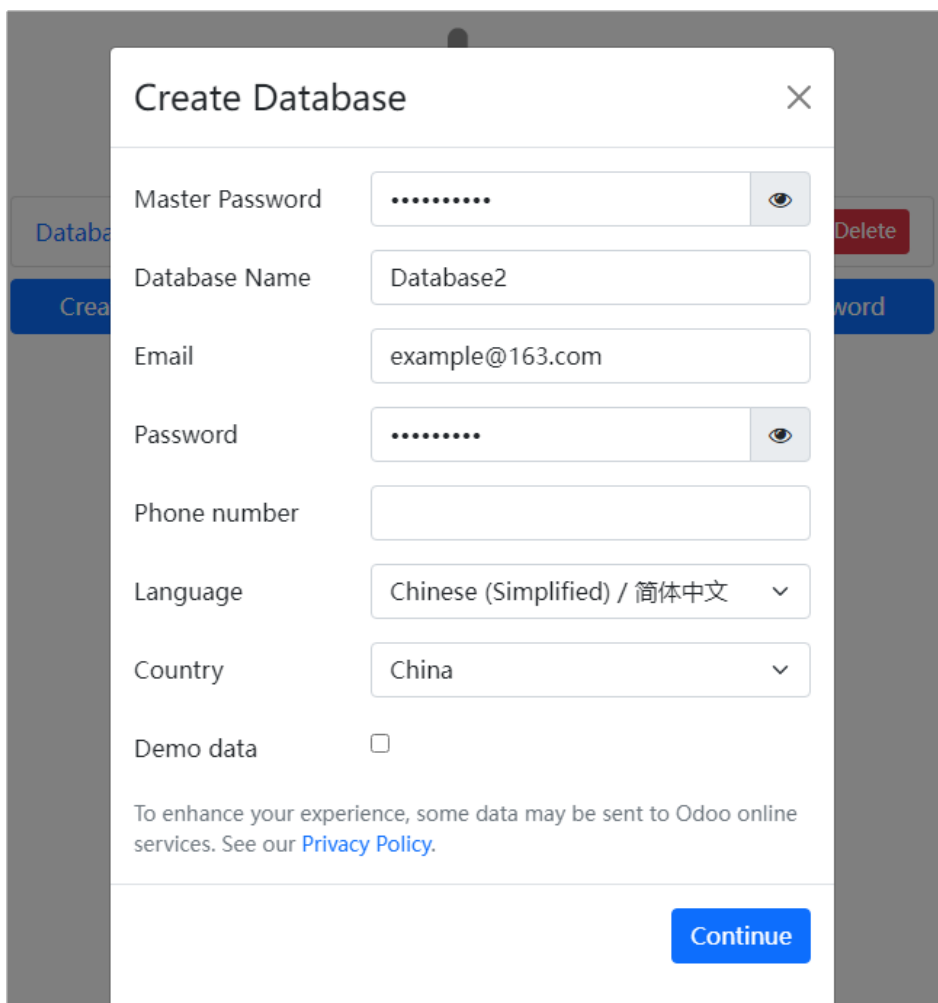 Create Database
Master Password ••••••••••
Databa
Delete
Database Name Database2
Crea
word
Email example@163.com
Password •••••••••
Phone number
Language Chinese (Simplified) / 简体中文
Country China
Demo data
To enhance your experience, some data may be sent to Odoo online
services. See our Privacy Policy.
Continue